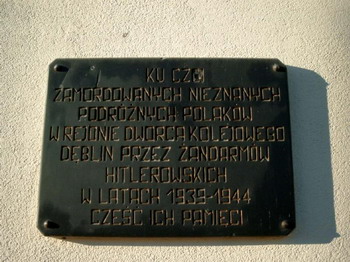 KU CZCI
ZAMORDOWANYCH NIEZNANYCH
PODRÓŻNYCH POLAKÓW
W REJONIE DWORCA KOLEJOWEGO
DĘBLIN PRZEZ ŻANDARMÓW
HITLEROWSKICH
W LATACH 1939-1944
CZEŚĆ ICH PAMIĘCI